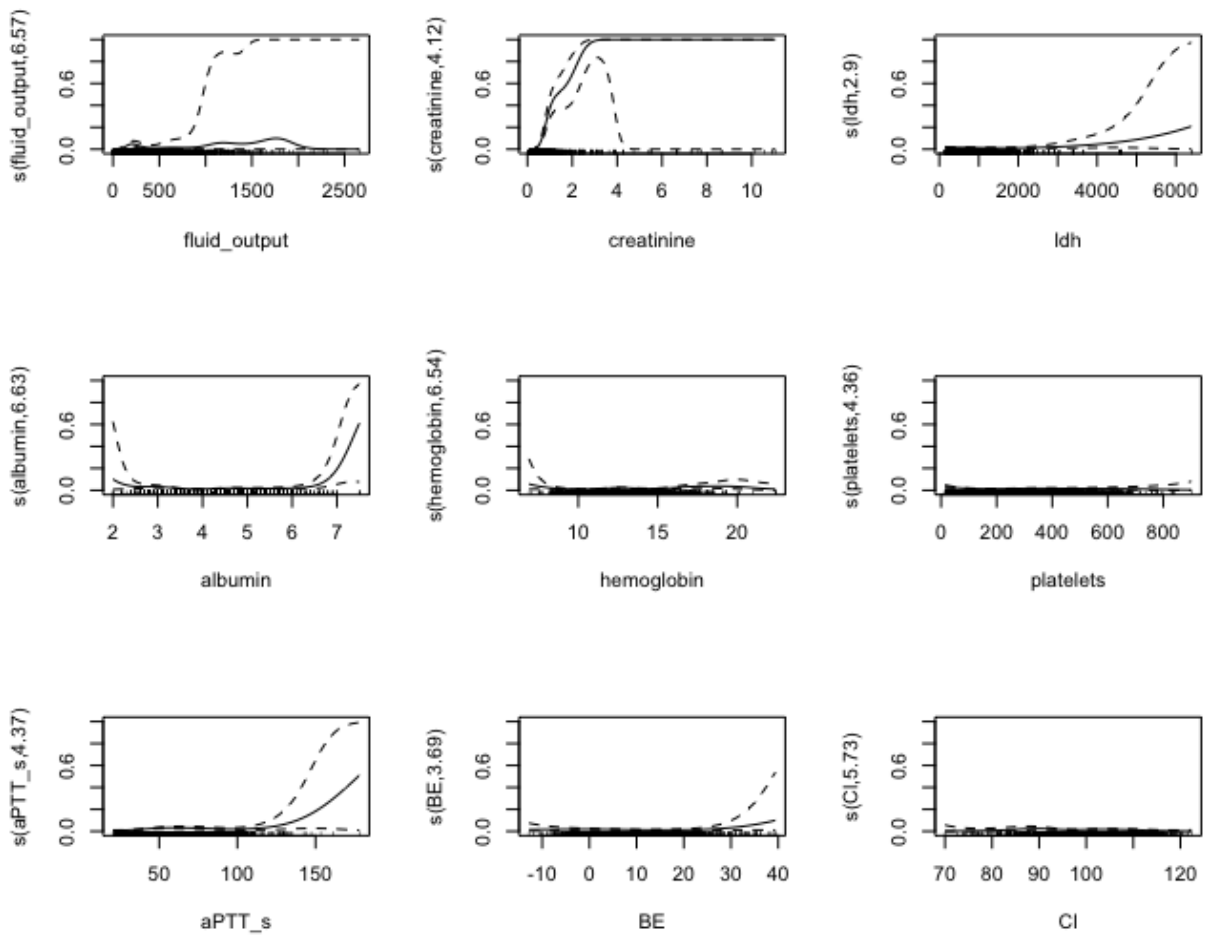 s(fluid_output,6.57)
0.0 0.6
0 500 1500 2500
fluid_output
s(creatinine,4.12)
0.0 0.6
0 2 4 6 8 10
creatinine
s(ldh,2.9)
0.0 0.6
0 2000 4000 6000
ldh
s(albumin,6.63)
0.0 0.6
2 3 4 5 6 7
albumin
s(hemoglobin,6.54)
0.0 0.6
10 15 20
hemoglobin
s(platelets,4.36)
0.0 0.6
0 200 400 600 800
platelets
s(aPTT_s,4.37)
0.0 0.6
50 100 150
aPTT_s
s(BE,3.69)
0.0 0.6
-10 0 10 20 30 40
BE
s(Cl,5.73)
0.0 0.6
70 80 90 100 120
Cl